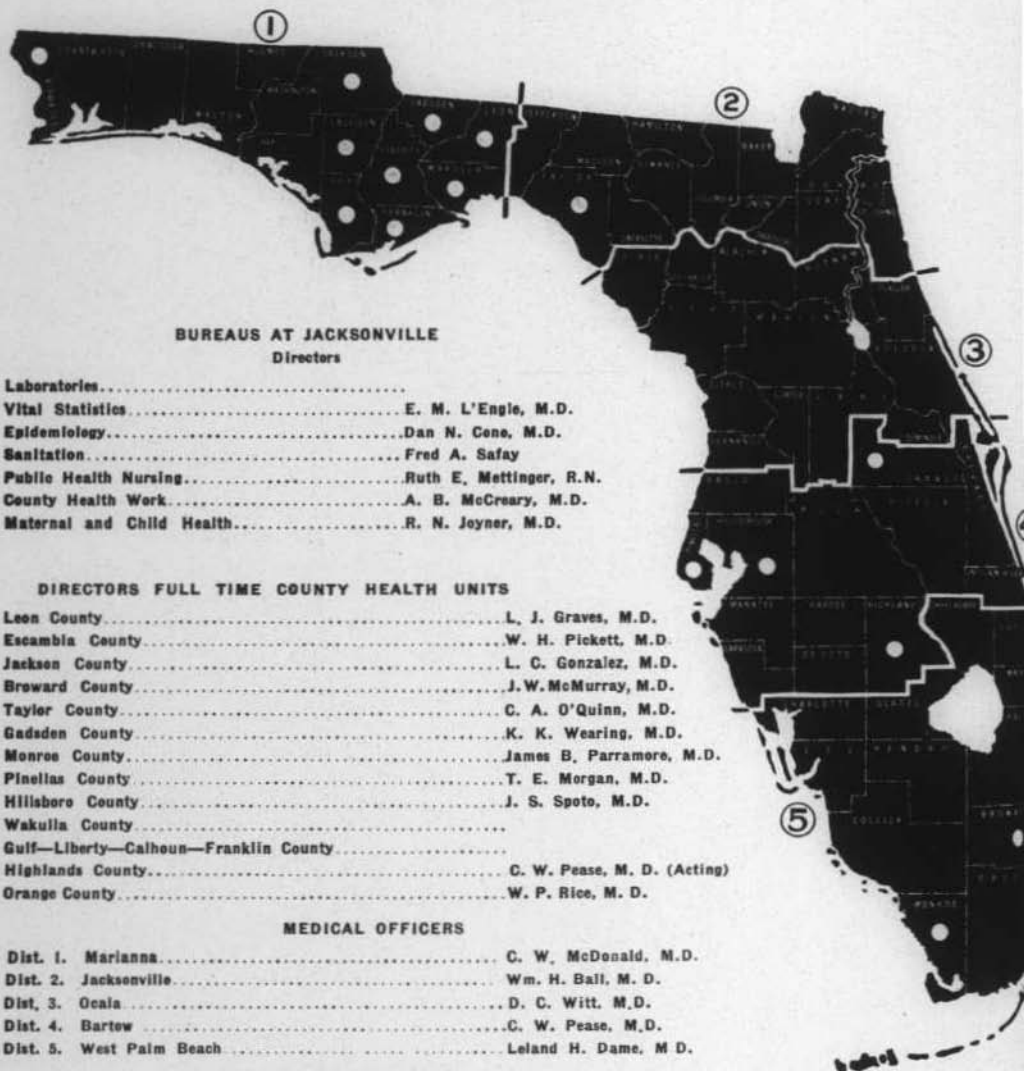 ①
②
③
⑤
BUREAUS AT JACKSONVILLE
Directors
Laboratories
Vital Statistics E. M. L'Engle, M.D.
Epidemiology Dan N. Cone, M.D.
Sanitation Fred A. Safay
Public Health Nursing Ruth E. Mettinger, R.N.
County Health Work A. B. McCreary, M.D.
Maternal and Child Health R. N. Joyner, M.D.
DIRECTORS FULL TIME COUNTY HEALTH UNITS
Leon County L. J. Graves, M.D.
Escambia County W. H. Pickett, M.D
Jackson County L. C. Gonzalez, M.D.
Broward County J. W. McMurray, M.D.
Taylor County C. A. O'Quinn, M.D.
Gadsden County K. K. Wearing, M.D.
Monroe County James B. Parramore, M.D.
Pinellas County T. E. Morgan, M.D.
Hillsboro County J. S. Spoto, M.D.
Wakulla County
Gulf—Liberty—Calhoun—Franklin County
Highlands County C. W. Pease, M. D. (Acting)
Orange County W. P. Rice, M. D.
MEDICAL OFFICERS
Dist. 1. Marianna C. W. McDonald, M.D.
Dist. 2. Jacksonville Wm. H. Ball, M. D.
Dist. 3. Ocala D. C. Witt. M.D.
Dist. 4. Bartow C. W. Pease, M.D.
Dist. 5. West Palm Beach Leland H. Dame, M D.